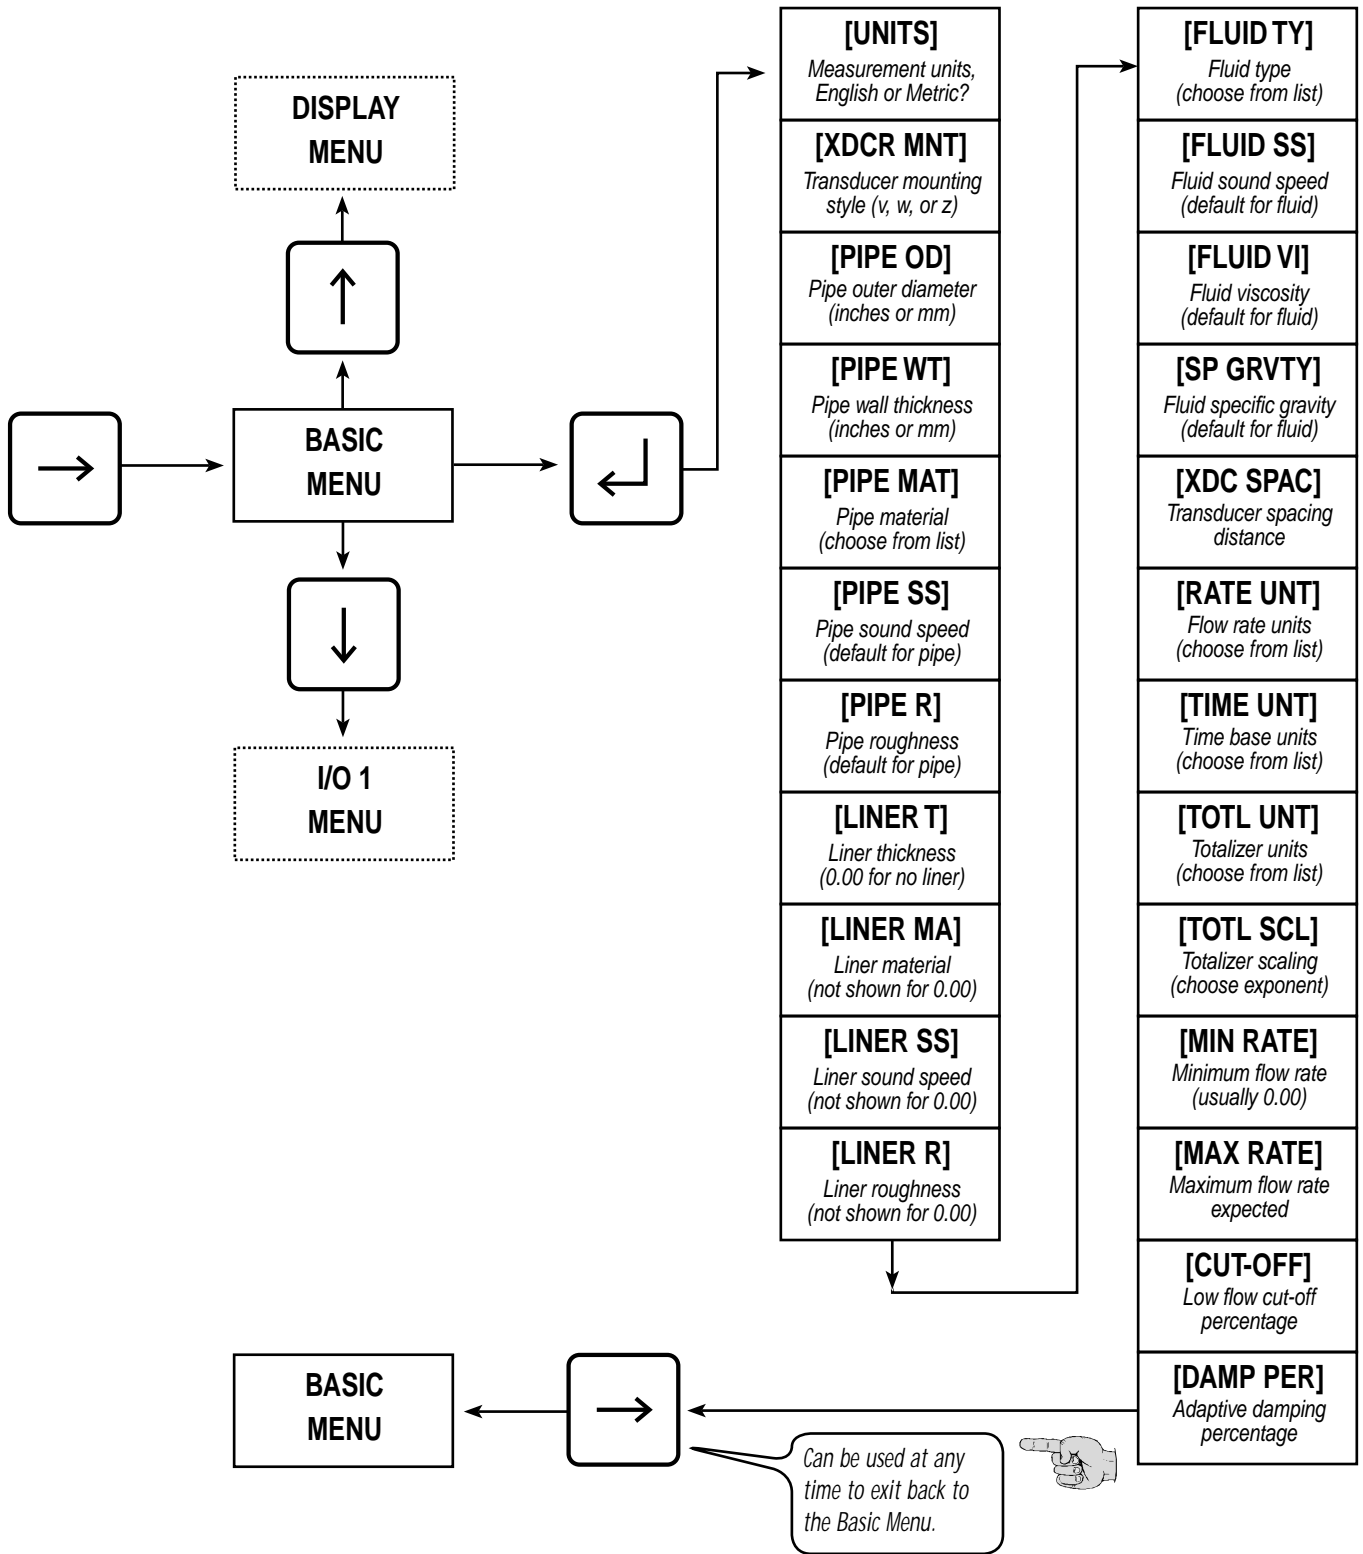 DISPLAY
MENU
BASIC
MENU
I/O 1
MENU
[UNITS]
Measurement units,
English or Metric?
[XDCR MNT]
Transducer mounting
style (v, w, or z)
[PIPE OD]
Pipe outer diameter
(inches or mm)
[PIPE WT]
Pipe wall thickness
(inches or mm)
[PIPE MAT]
Pipe material
(choose from list)
[PIPE SS]
Pipe sound speed
(default for pipe)
[PIPE R]
Pipe roughness
(default for pipe)
[LINER T]
Liner thickness
(0.00 for no liner)
[LINER MA]
Liner material
(not shown for 0.00)
[LINER SS]
Liner sound speed
(not shown for 0.00)
[LINER R]
Liner roughness
(not shown for 0.00)
[FLUID TY]
Fluid type
(choose from list)
[FLUID SS]
Fluid sound speed
(default for fluid)
[FLUID VI]
Fluid viscosity
(default for fluid)
[SP GRVTY]
Fluid specific gravity
(default for fluid)
[XDC SPAC]
Transducer spacing
distance
[RATE UNT]
Flow rate units
(choose from list)
[TIME UNT]
Time base units
(choose from list)
[TOTL UNT]
Totalizer units
(choose from list)
[TOTL SCL]
Totalizer scaling
(choose exponent)
[MIN RATE]
Minimum flow rate
(usually 0.00)
[MAX RATE]
Maximum flow rate
expected
[CUT-OFF]
Low flow cut-off
percentage
[DAMP PER]
Adaptive damping
percentage
BASIC
MENU
Can be used at any
time to exit back to
the Basic Menu.